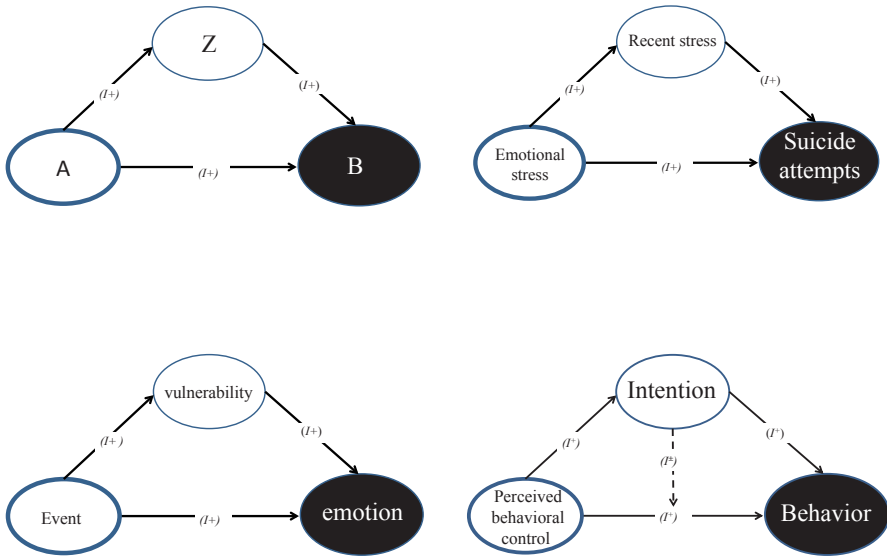 Z
(I+)
(I+)
A
(I+)
B
Recent stress
(I+)
(I+)
Emotional
stress
(I+)
Suicide
attempts
vulnerability
(I+ )
(I+)
Event
(I+)
emotion
Intention
(I⁺)
(I⁺)
(I±)
Perceived
behavioral
control
(I⁺)
Behavior